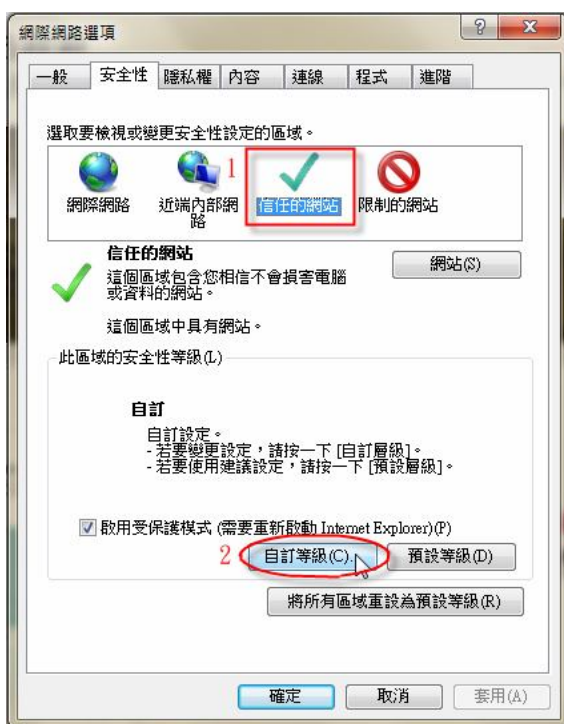 網際網路選項
一般 安全性 隱私權 內容 連線 程式 進階
選取要檢視或變更安全性設定的區域。
1
網際網路 近端內部網路 信任的網站 限制的網站
信任的網站
這個區域包含您相信不會損害電腦
或資料的網站。
網站(S)
這個區域中具有網站。
此區域的安全性等級(L)
自訂
自訂設定。
- 若要變更設定，請按一下 [自訂層級]。
- 若要使用建議設定，請按一下 [預設層級]。
啟用受保護模式 (需要重新啟動 Internet Explorer)(P)
2 自訂等級(C)... 預設等級(D)
將所有區域重設為預設等級(R)
確定 取消 套用(A)